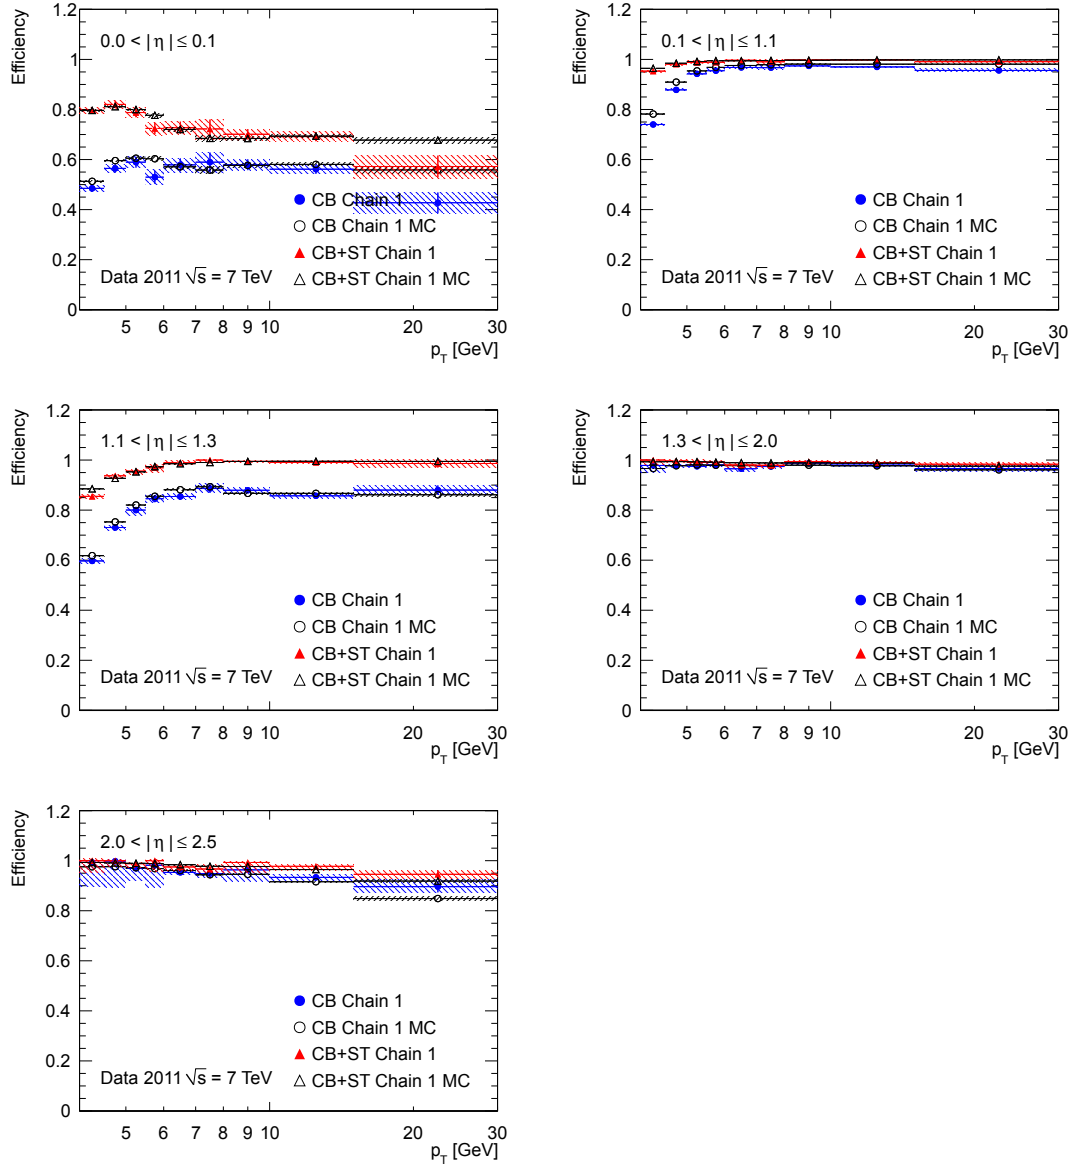 Efficiency
1.2
1
0.8
0.6
0.4
0.2
0
0.0 < | η | ≤ 0.1
CB Chain 1
CB Chain 1 MC
CB+ST Chain 1
CB+ST Chain 1 MC
Data 2011 √s = 7 TeV
5 6 7 8 9 10 20 30
p_T [GeV]
Efficiency
1.2
1
0.8
0.6
0.4
0.2
0
0.1 < | η | ≤ 1.1
CB Chain 1
CB Chain 1 MC
CB+ST Chain 1
CB+ST Chain 1 MC
Data 2011 √s = 7 TeV
5 6 7 8 9 10 20 30
p_T [GeV]
Efficiency
1.2
1
0.8
0.6
0.4
0.2
0
1.1 < | η | ≤ 1.3
CB Chain 1
CB Chain 1 MC
CB+ST Chain 1
CB+ST Chain 1 MC
Data 2011 √s = 7 TeV
5 6 7 8 9 10 20 30
p_T [GeV]
Efficiency
1.2
1
0.8
0.6
0.4
0.2
0
1.3 < | η | ≤ 2.0
CB Chain 1
CB Chain 1 MC
CB+ST Chain 1
CB+ST Chain 1 MC
Data 2011 √s = 7 TeV
5 6 7 8 9 10 20 30
p_T [GeV]
Efficiency
1.2
1
0.8
0.6
0.4
0.2
0
2.0 < | η | ≤ 2.5
CB Chain 1
CB Chain 1 MC
CB+ST Chain 1
CB+ST Chain 1 MC
Data 2011 √s = 7 TeV
5 6 7 8 9 10 20 30
p_T [GeV]